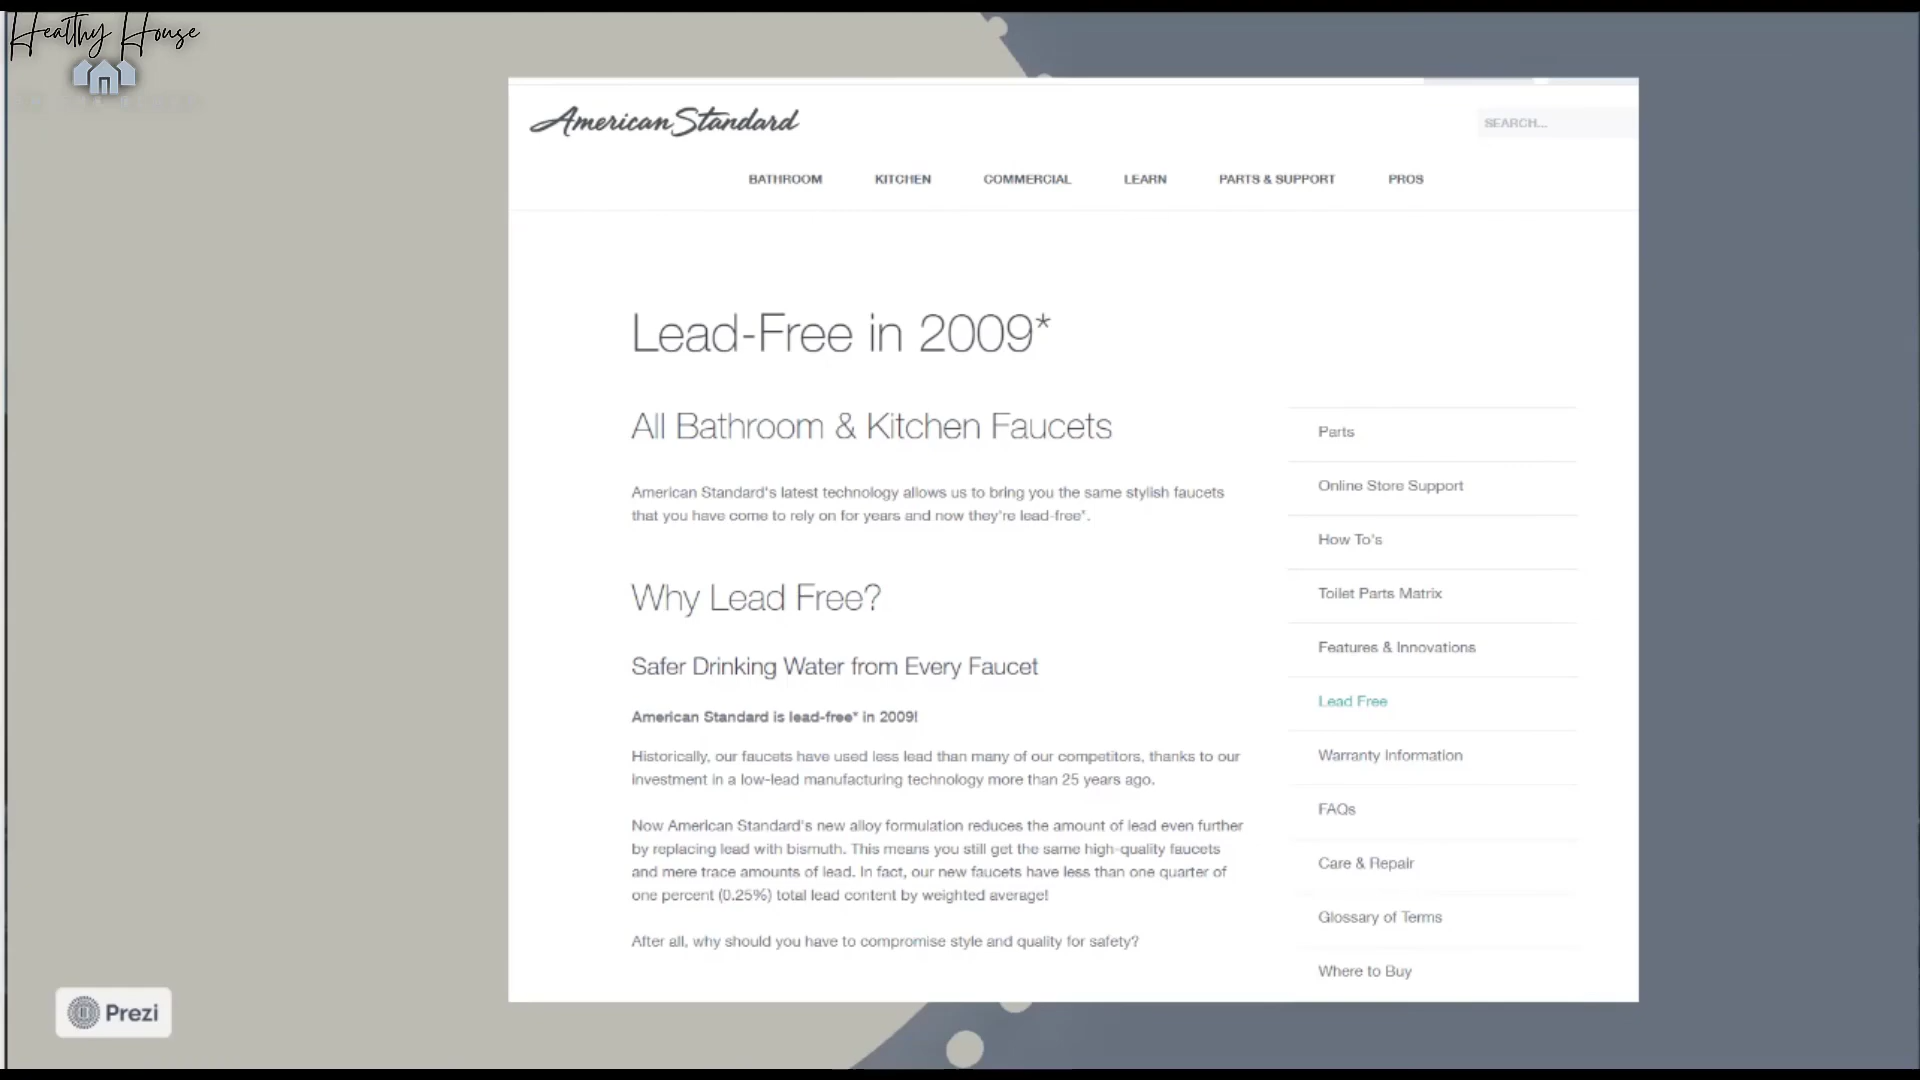 Healthy House
American Standard
SEARCH...
BATHROOM KITCHEN COMMERCIAL LEARN PARTS & SUPPORT PROS
Lead-Free in 2009*
All Bathroom & Kitchen Faucets
American Standard's latest technology allows us to bring you the same stylish faucets
that you have come to rely on for years and now they're lead-free*.
Why Lead Free?
Safer Drinking Water from Every Faucet
American Standard is lead-free* in 2009!
Historically, our faucets have used less lead than many of our competitors, thanks to our
investment in a low-lead manufacturing technology more than 25 years ago.
Now American Standard's new alloy formulation reduces the amount of lead even further
by replacing lead with bismuth. This means you still get the same high-quality faucets
and mere trace amounts of lead. In fact, our new faucets have less than one quarter of
one percent (0.25%) total lead content by weighted average!
After all, why should you have to compromise style and quality for safety?
Parts
Online Store Support
How To's
Toilet Parts Matrix
Features & Innovations
Lead Free
Warranty Information
FAQs
Care & Repair
Glossary of Terms
Where to Buy
Prezi